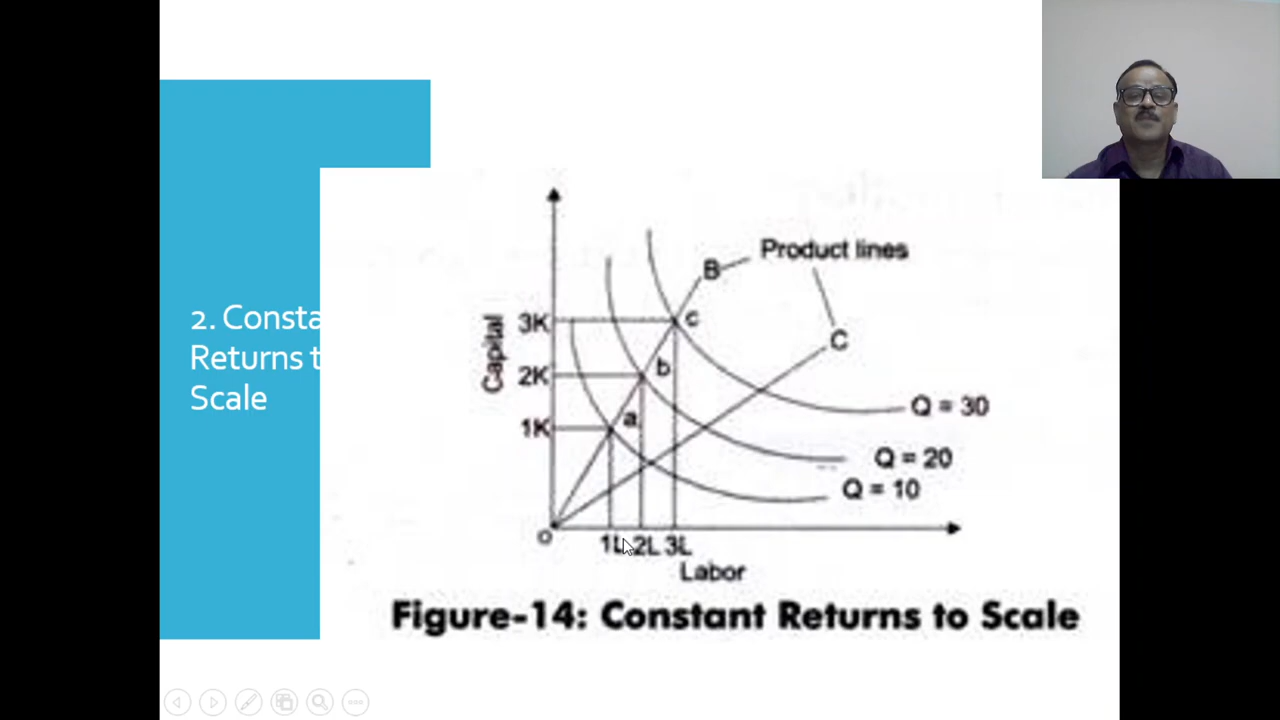 2. Consta
Returns t
Scale
Product lines
B
C
Capital
3K
2K
1K
c
b
a
Q = 30
Q = 20
Q = 10
O
1L 2L 3L
Labor
Figure-14: Constant Returns to Scale